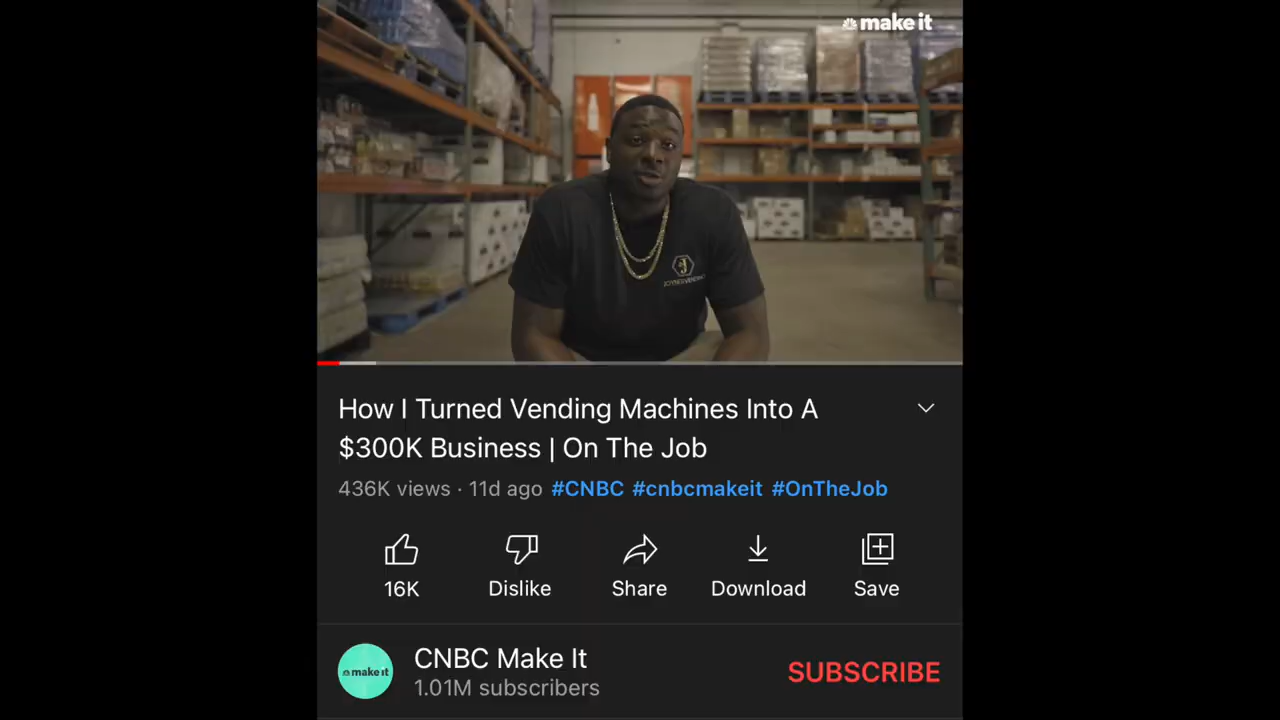 make it
How I Turned Vending Machines Into A
$300K Business | On The Job
436K views · 11d ago #CNBC #cnbcmakeit #OnTheJob
16K
Dislike
Share
Download
Save
make it
CNBC Make It
1.01M subscribers
SUBSCRIBE